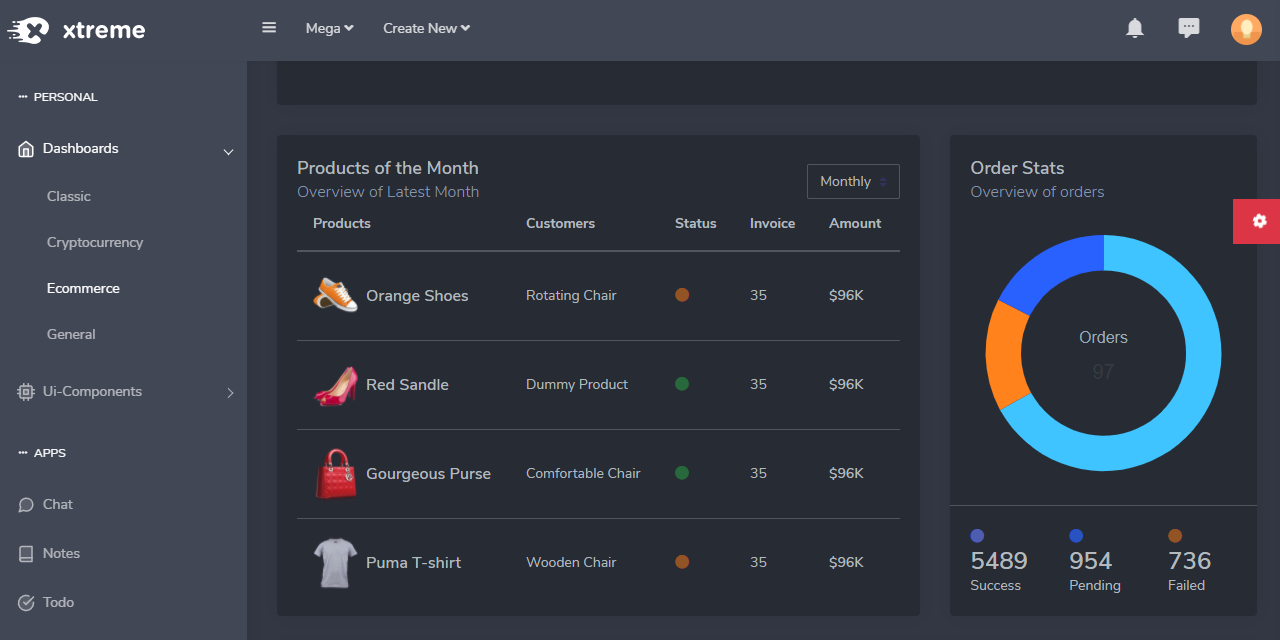 xtreme
Mega
Create New
PERSONAL
Dashboards
Classic
Cryptocurrency
Ecommerce
General
Ui-Components
APPS
Chat
Notes
Todo
Products of the Month
Overview of Latest Month
Monthly
Products Customers Status Invoice Amount
Orange Shoes Rotating Chair 35 $96K
Red Sandle Dummy Product 35 $96K
Gourgeous Purse Comfortable Chair 35 $96K
Puma T-shirt Wooden Chair 35 $96K
Order Stats
Overview of orders
Orders
97
5489 954 736
Success Pending Failed